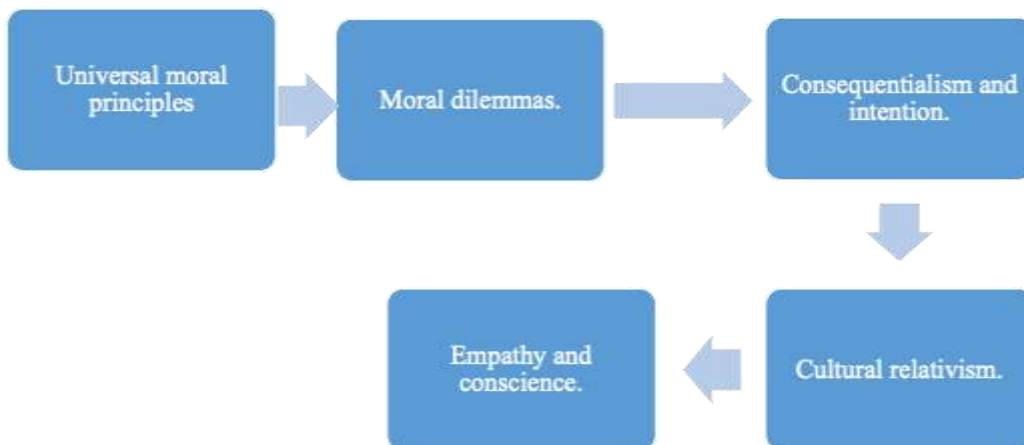 Universal moral
principles
Moral dilemmas.
Consequentialism and
intention.
Cultural relativism.
Empathy and
conscience.